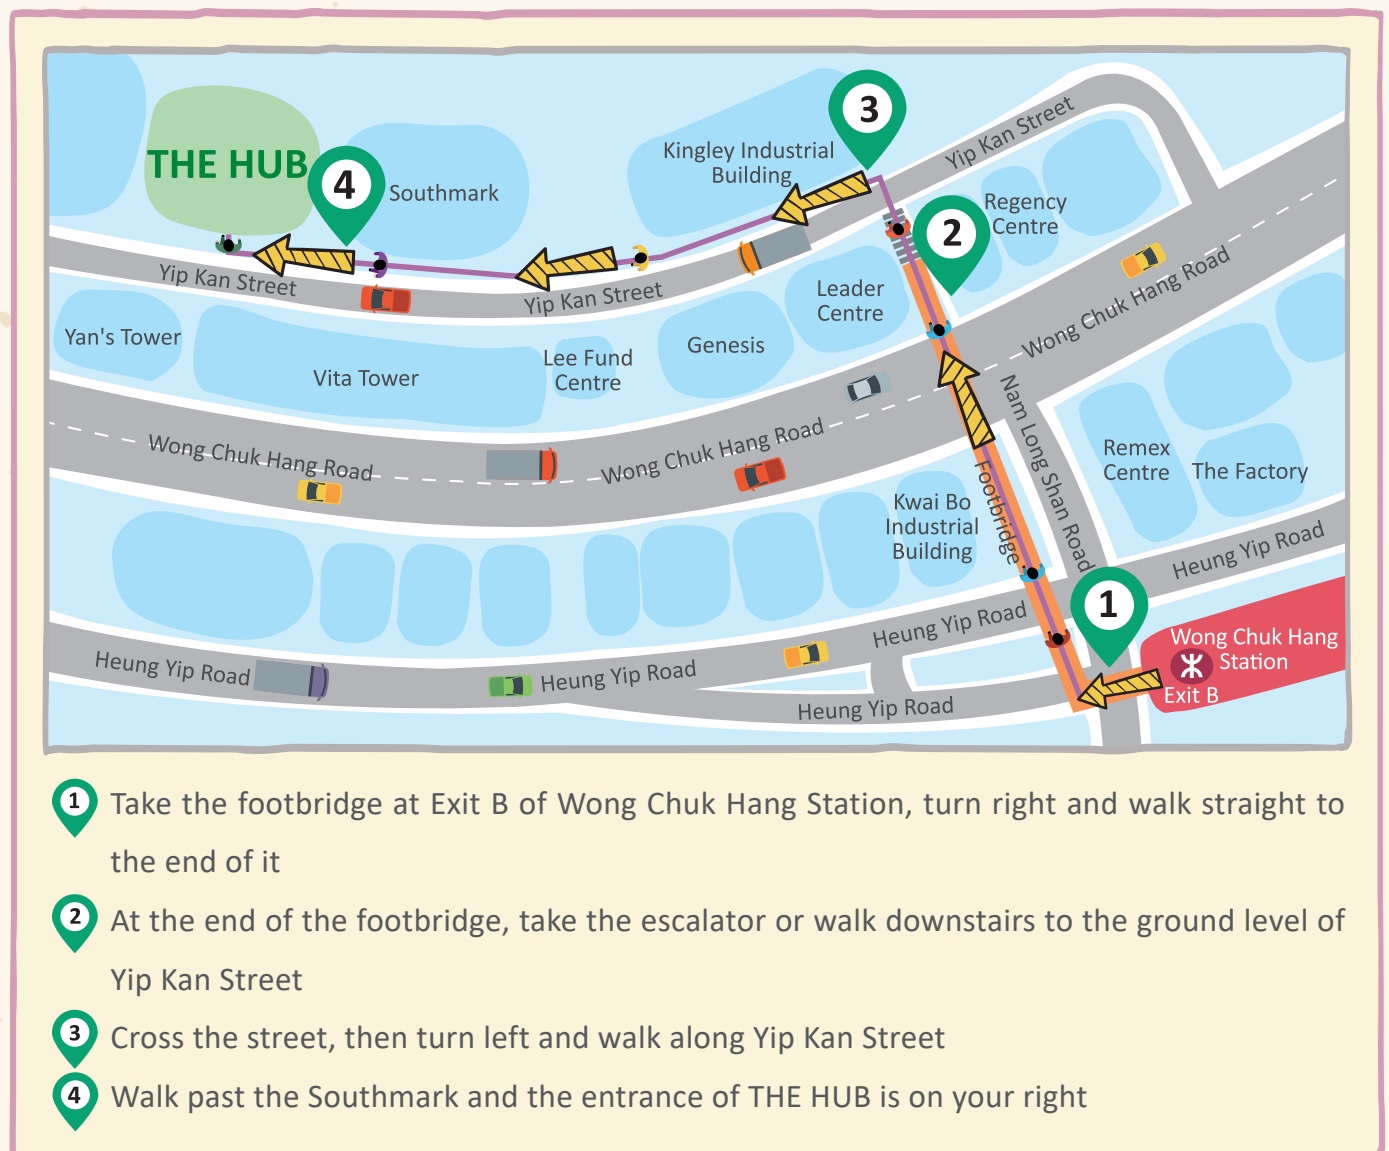 3
Yip Kan Street
Kingley Industrial
Building
THE HUB
4
Southmark
Regency
Centre
2
Yip Kan Street
Yip Kan Street
Leader
Centre
Wong Chuk Hang Road
Yan's Tower
Genesis
Lee Fund
Centre
Vita Tower
Nam Long Shan Road
Wong Chuk Hang Road
Wong Chuk Hang Road
Remex
Centre
The Factory
Footbridge
Kwai Bo
Industrial
Building
Heung Yip Road
1
Heung Yip Road
Wong Chuk Hang
Station
Exit B
Heung Yip Road
Heung Yip Road
Heung Yip Road
1 Take the footbridge at Exit B of Wong Chuk Hang Station, turn right and walk straight to
the end of it
2 At the end of the footbridge, take the escalator or walk downstairs to the ground level of
Yip Kan Street
3 Cross the street, then turn left and walk along Yip Kan Street
4 Walk past the Southmark and the entrance of THE HUB is on your right